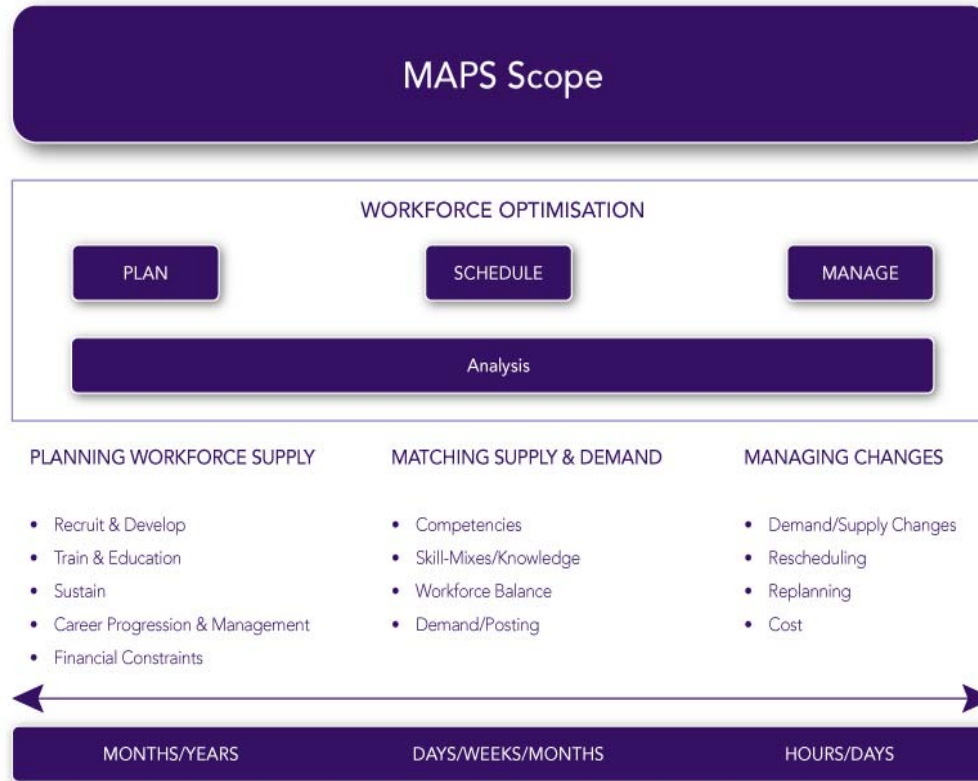 MAPS Scope
WORKFORCE OPTIMISATION
PLAN
SCHEDULE
MANAGE
Analysis
PLANNING WORKFORCE SUPPLY
• Recruit & Develop
• Train & Education
• Sustain
• Career Progression & Management
• Financial Constraints
MATCHING SUPPLY & DEMAND
• Competencies
• Skill-Mixes/Knowledge
• Workforce Balance
• Demand/Posting
MANAGING CHANGES
• Demand/Supply Changes
• Rescheduling
• Replanning
• Cost
MONTHS/YEARS
DAYS/WEEKS/MONTHS
HOURS/DAYS